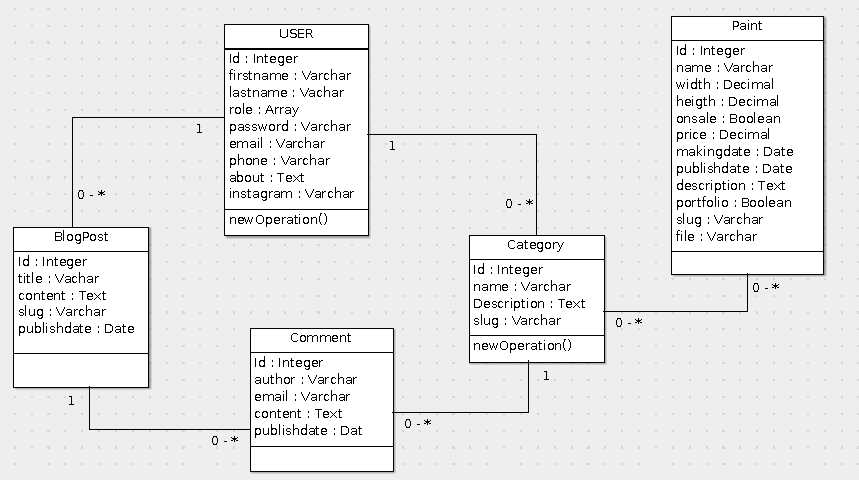 USER
Id : Integer
firstname : Varchar
lastname : Vachar
role : Array
password : Varchar
email : Varchar
phone : Varchar
about : Text
instagram : Varchar
newOperation()
Paint
Id : Integer
name : Varchar
width : Decimal
heigth : Decimal
onsale : Boolean
price : Decimal
makingdate : Date
publishdate : Date
description : Text
portfolio : Boolean
slug : Varchar
file : Varchar
1
0 - *
1
0 - *
BlogPost
Id : Integer
title : Vachar
content : Text
slug : Varchar
publishdate : Date
Category
Id : Integer
name : Varchar
Description : Text
slug : Varchar
newOperation()
0 - *
0 - *
Comment
Id : Integer
author : Varchar
email : Varchar
content : Text
publishdate : Dat
1
0 - *
1
0 - *